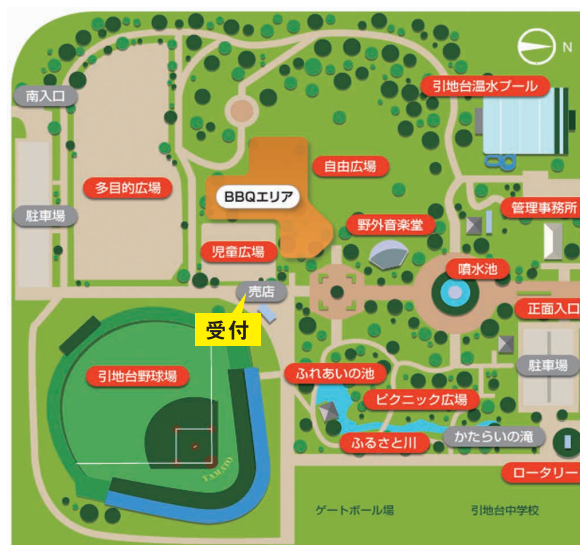 N
引地台温水プール
南入口
自由広場
多目的広場
BBQエリア
管理事務所
駐車場
野外音楽堂
児童広場
噴水池
売店
正面入口
受付
引地台野球場
ふれあいの池
駐車場
ピクニック広場
ふるさと川
かたらいの滝
ロータリー
YAMATO
ゲートボール場
引地台中学校